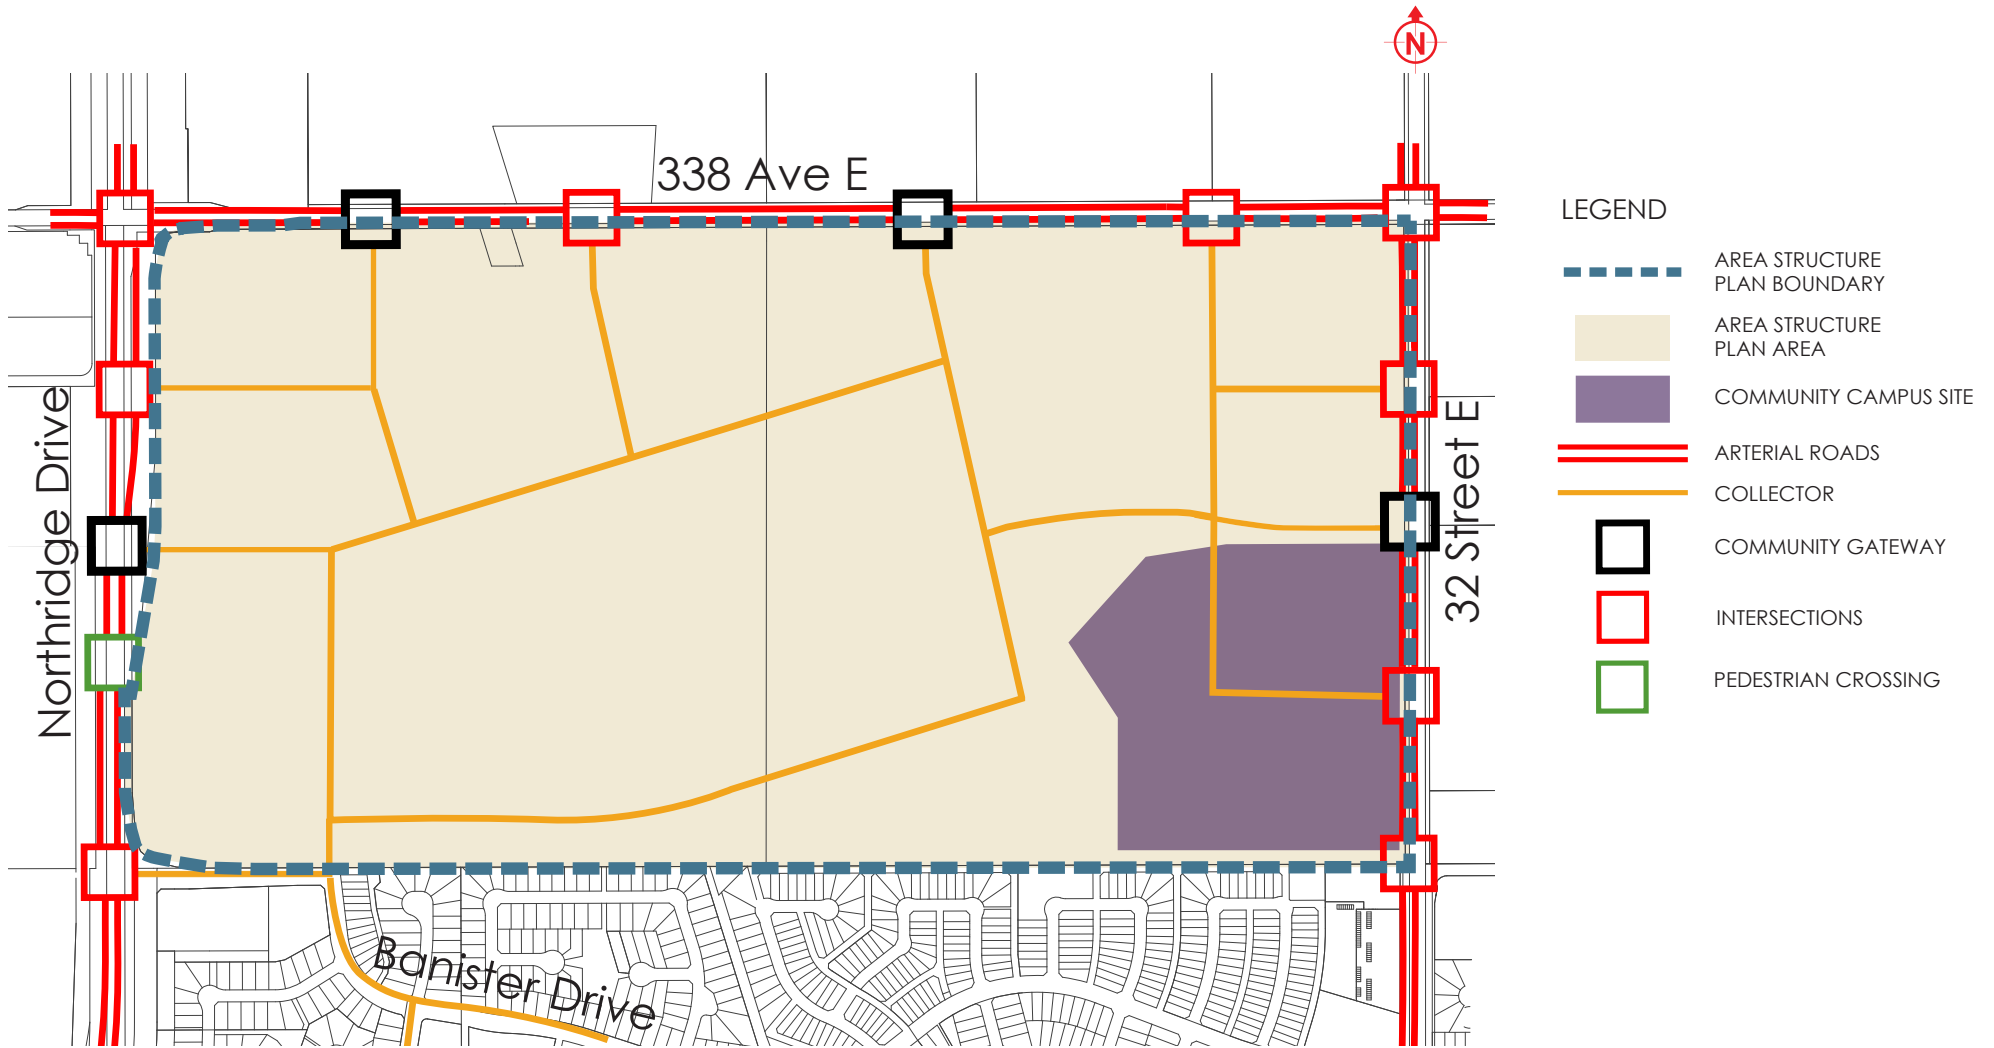 N
338 Ave E
Northridge Drive
32 Street E
Banister Drive
LEGEND
AREA STRUCTURE
PLAN BOUNDARY
AREA STRUCTURE
PLAN AREA
COMMUNITY CAMPUS SITE
ARTERIAL ROADS
COLLECTOR
COMMUNITY GATEWAY
INTERSECTIONS
PEDESTRIAN CROSSING